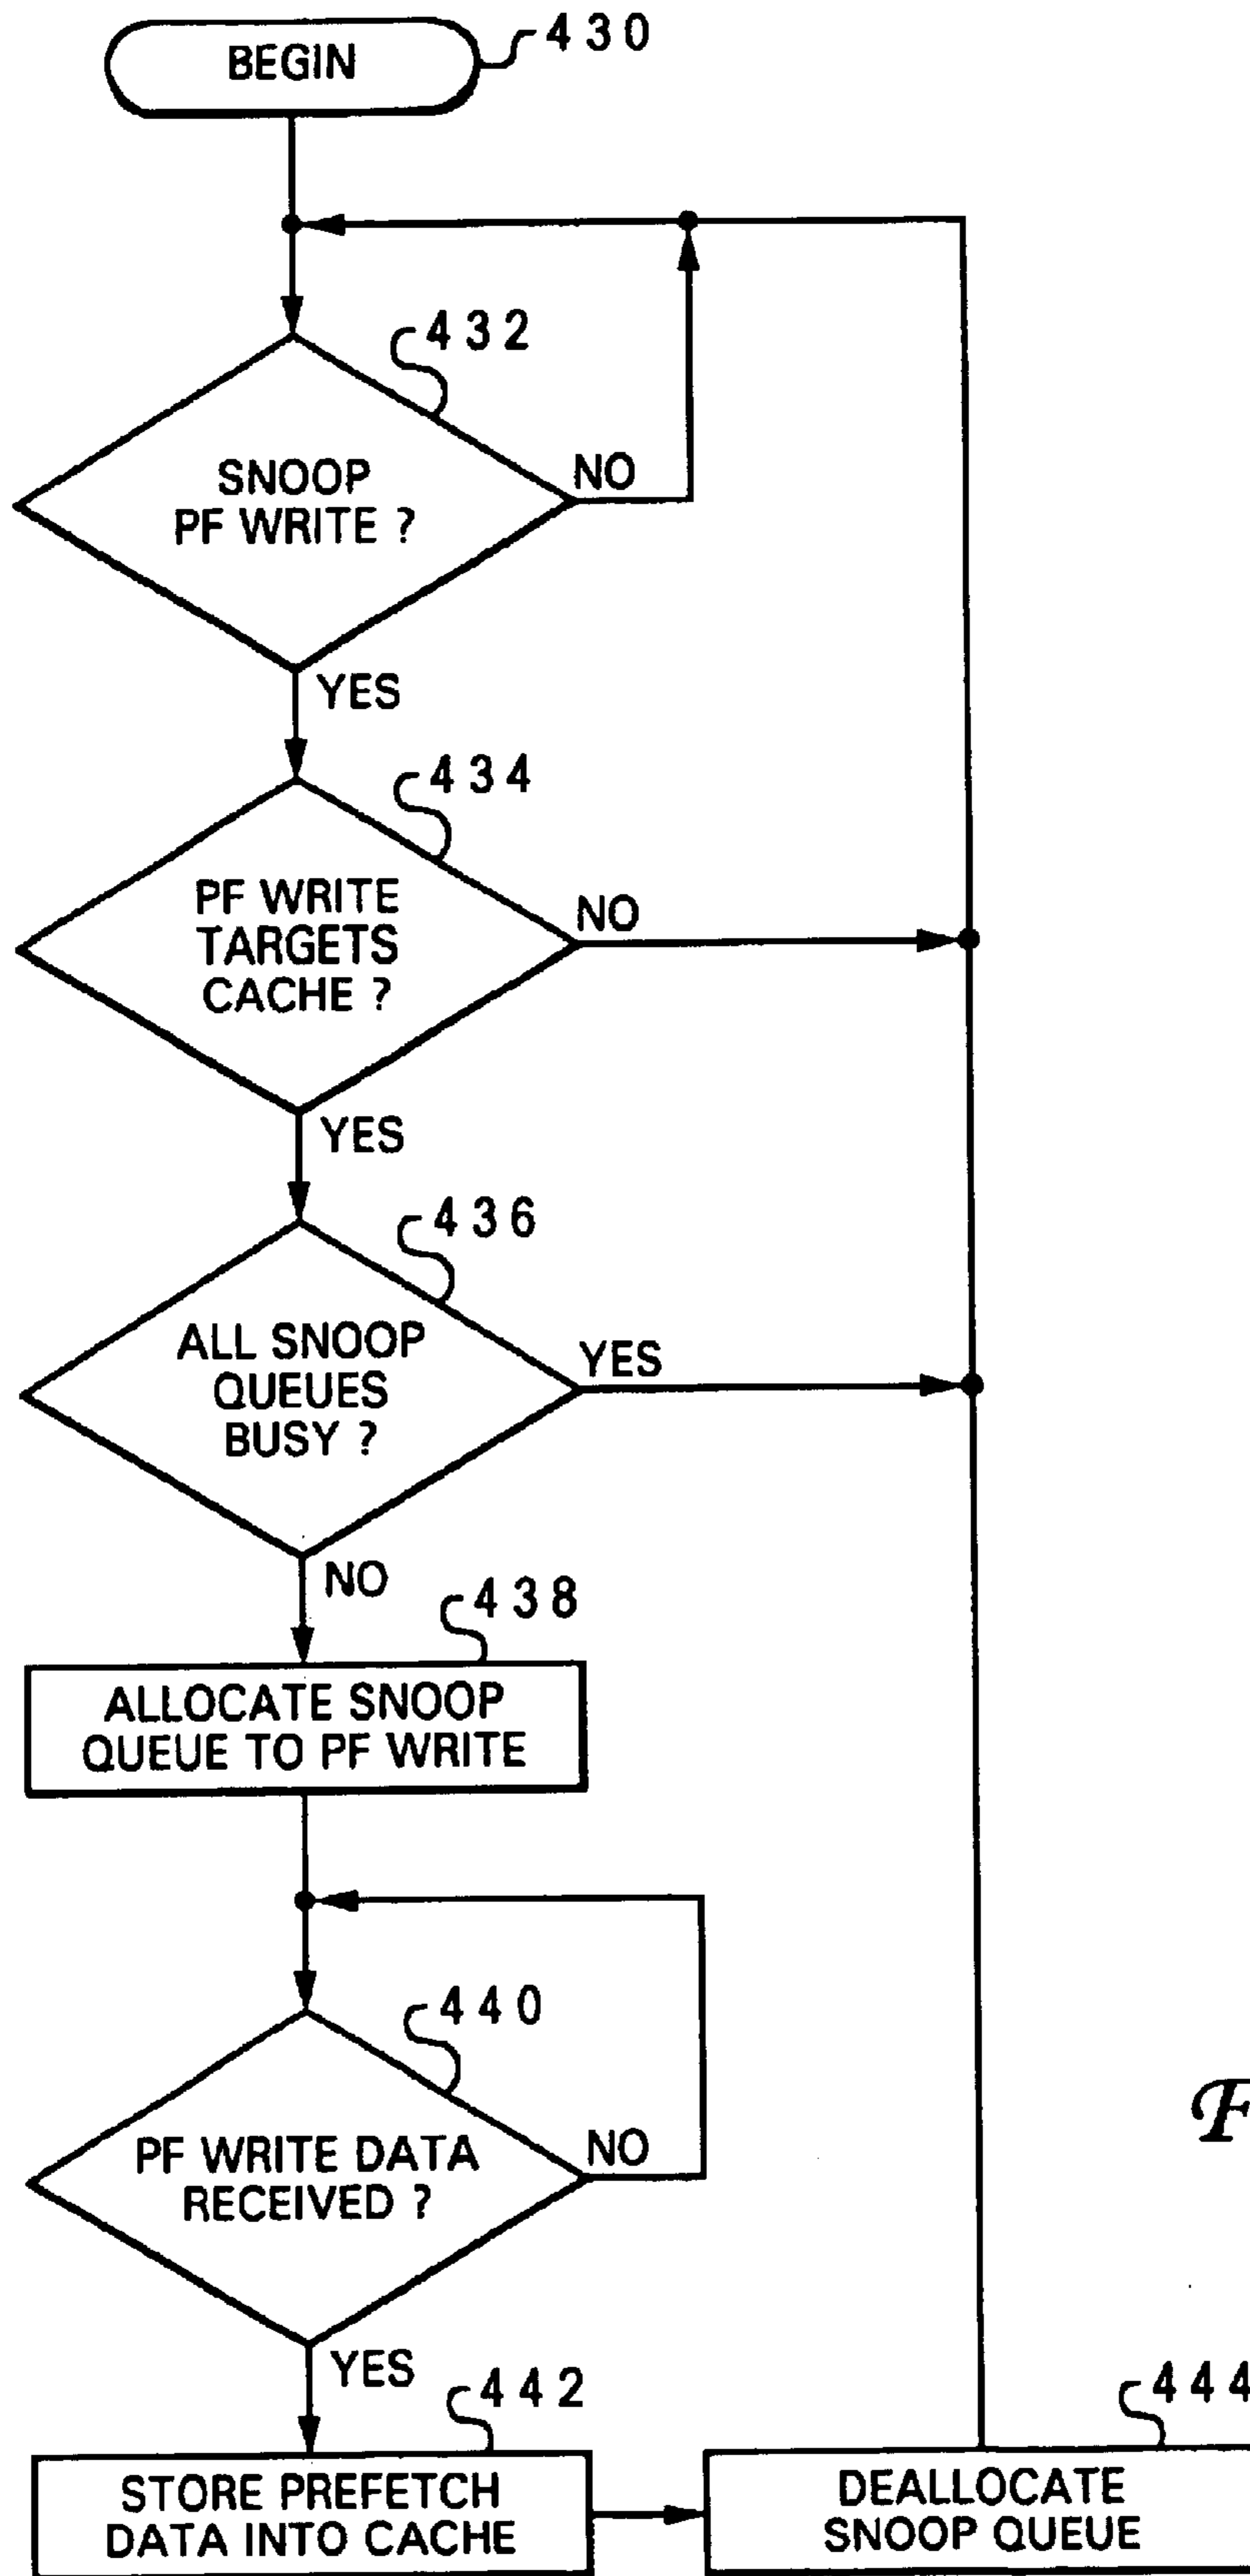 BEGIN
430
432
SNOOP
PF WRITE ?
NO
YES
434
PF WRITE
TARGETS
CACHE ?
NO
YES
436
ALL SNOOP
QUEUES
BUSY ?
YES
NO
438
ALLOCATE SNOOP
QUEUE TO PF WRITE
440
PF WRITE DATA
RECEIVED ?
NO
YES
F
442
STORE PREFETCH
DATA INTO CACHE
444
DEALLOCATE
SNOOP QUEUE